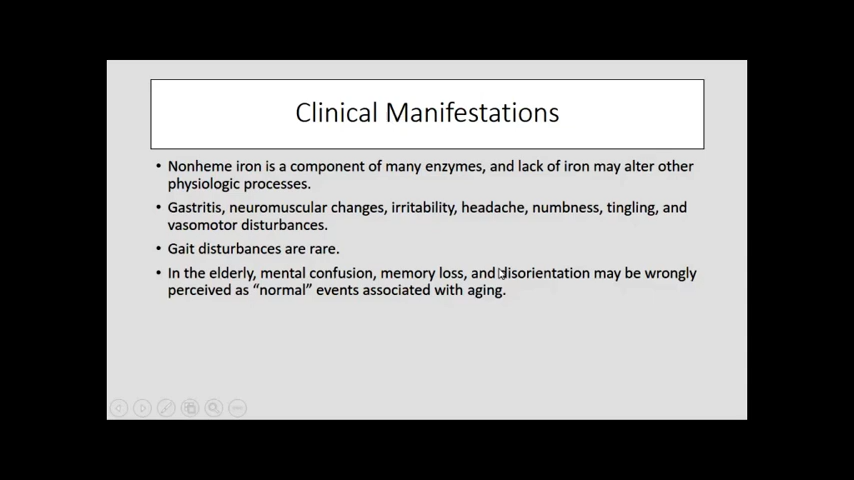 Clinical Manifestations
• Nonheme iron is a component of many enzymes, and lack of iron may alter other
physiologic processes.
• Gastritis, neuromuscular changes, irritability, headache, numbness, tingling, and
vasomotor disturbances.
• Gait disturbances are rare.
• In the elderly, mental confusion, memory loss, and disorientation may be wrongly
perceived as “normal” events associated with aging.